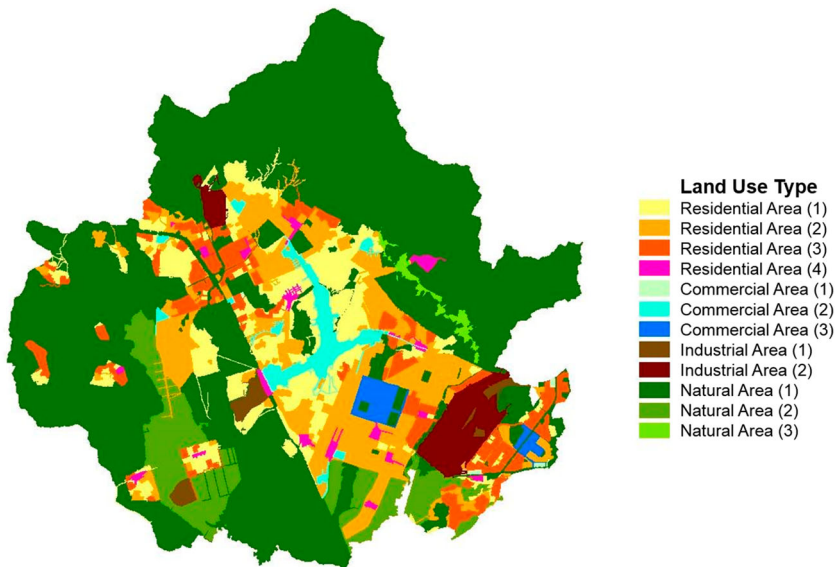 Land Use Type
Residential Area (1)
Residential Area (2)
Residential Area (3)
Residential Area (4)
Commercial Area (1)
Commercial Area (2)
Commercial Area (3)
Industrial Area (1)
Industrial Area (2)
Natural Area (1)
Natural Area (2)
Natural Area (3)